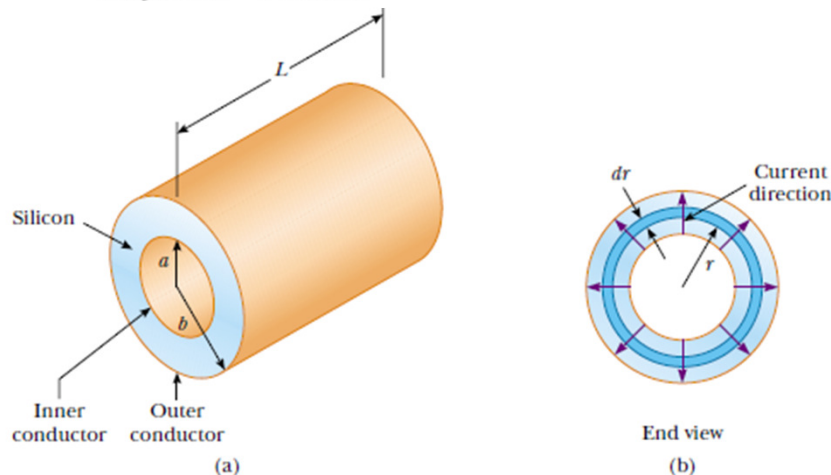 L
Silicon
a
b
Inner
conductor
Outer
conductor
(a)
dr
Current
direction
r
End view
(b)